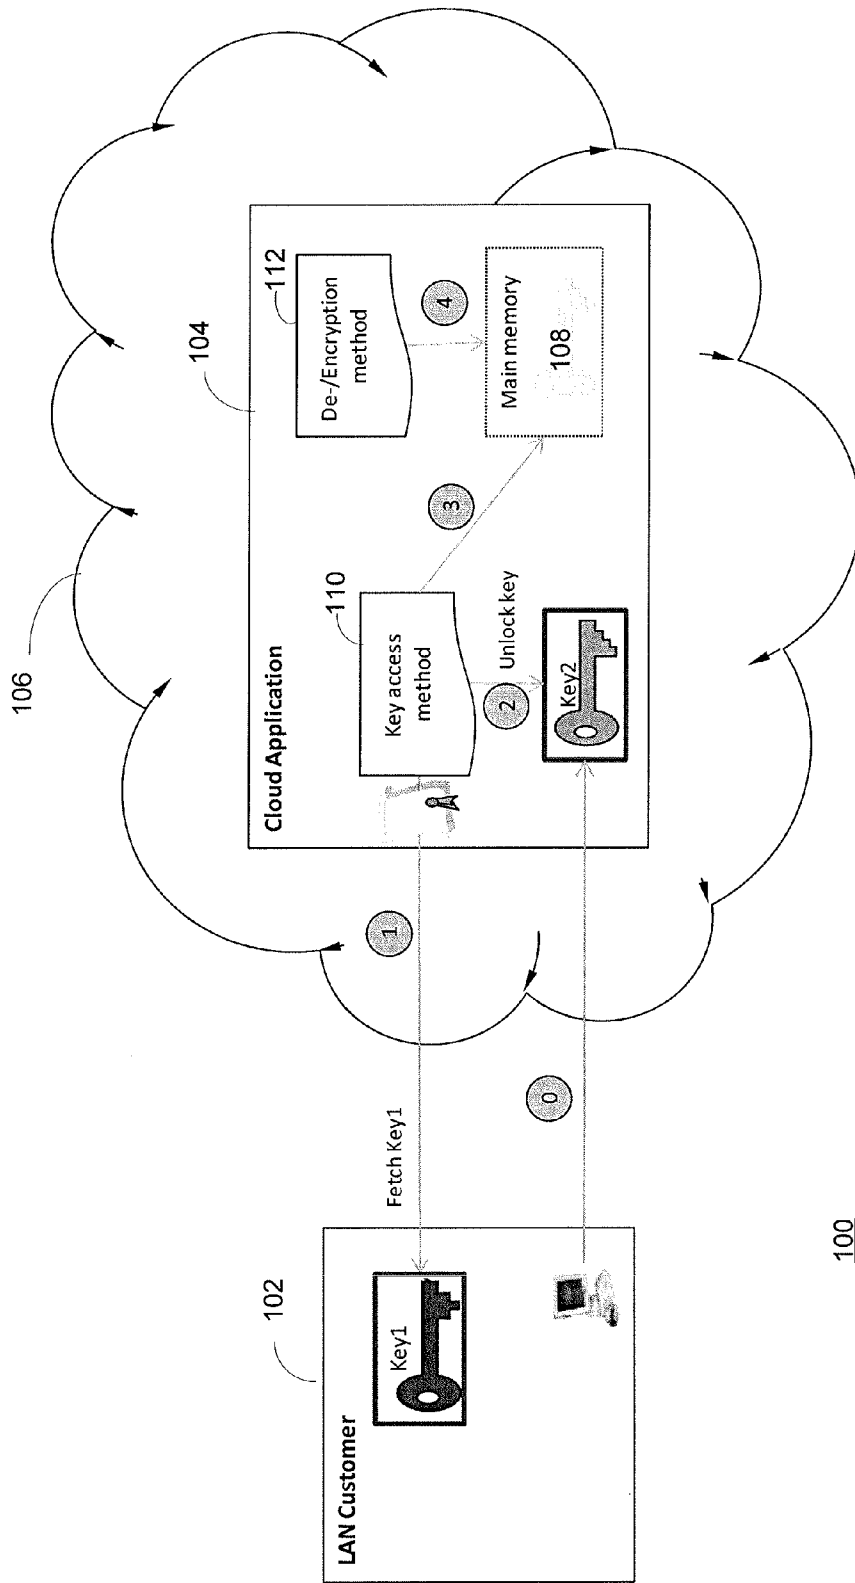 106
104
Cloud Application
112
De-/Encryption
method
4
Main memory
108
3
110
Key access
method
2
Unlock key
Key2
1
Fetch Key1
0
102
LAN Customer
Key1
100